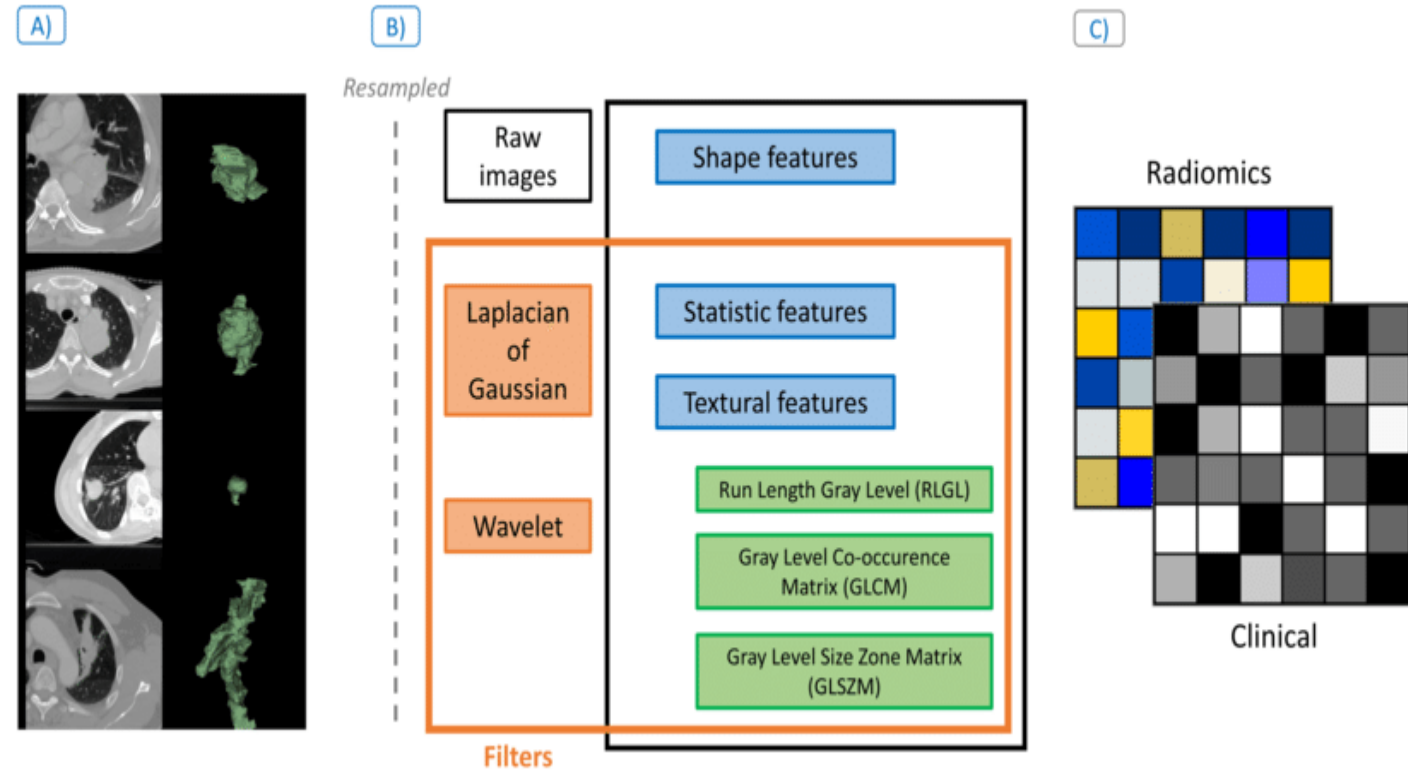 A)
B)
C)
Resampled
Raw
images
Shape features
Laplacian
of
Gaussian
Statistic features
Textural features
Run Length Gray Level (RLGL)
Wavelet
Gray Level Co-occurence
Matrix (GLCM)
Gray Level Size Zone Matrix
(GLSZM)
Filters
Radiomics
Clinical